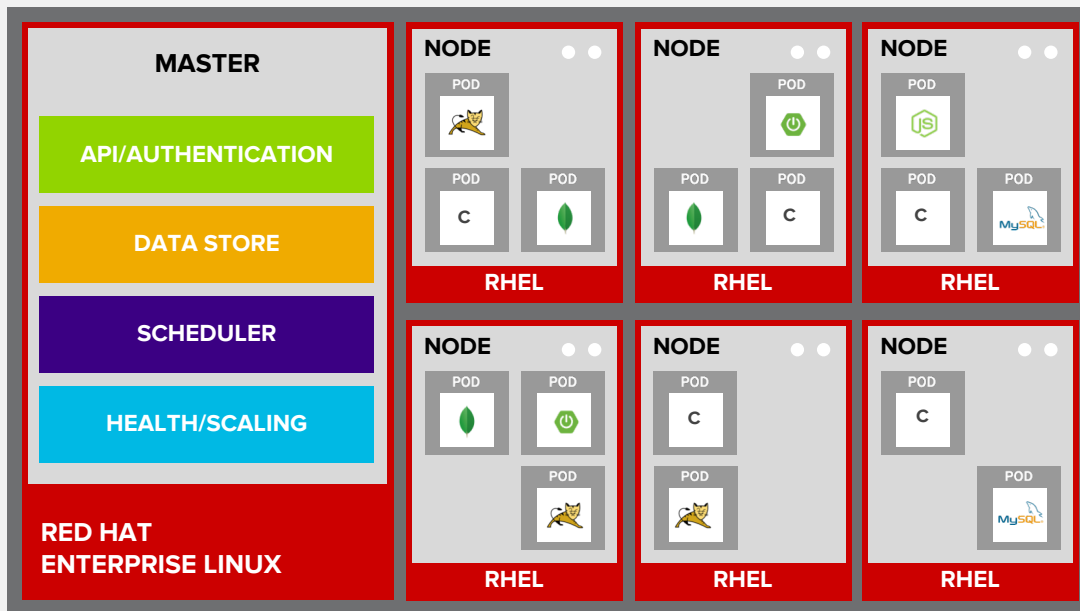 MASTER
API/AUTHENTICATION
DATA STORE
SCHEDULER
HEALTH/SCALING
RED HAT
ENTERPRISE LINUX
NODE
POD
POD
C
POD
RHEL
NODE
POD
POD
POD
C
RHEL
NODE
POD
JS
POD
C
POD
MySQL
RHEL
NODE
POD
POD
POD
RHEL
NODE
POD
C
POD
RHEL
NODE
POD
C
POD
MySQL
RHEL